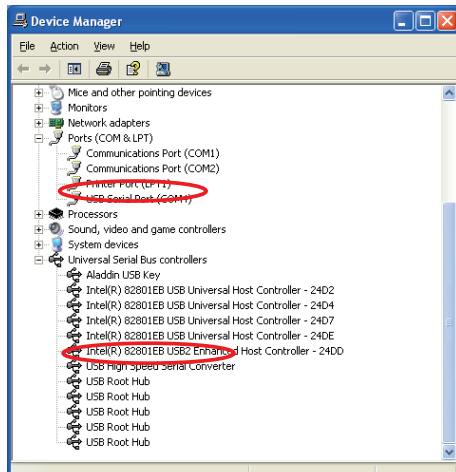 Device Manager
File Action View Help
Mice and other pointing devices
Monitors
Network adapters
Ports (COM & LPT)
Communications Port (COM1)
Communications Port (COM2)
Printer Port (LPT1)
USB Serial Port (COM4)
Processors
Sound, video and game controllers
System devices
Universal Serial Bus controllers
Aladdin USB Key
Intel(R) 82801EB USB Universal Host Controller - 24D2
Intel(R) 82801EB USB Universal Host Controller - 24D4
Intel(R) 82801EB USB Universal Host Controller - 24D7
Intel(R) 82801EB USB Universal Host Controller - 24DE
Intel(R) 82801EB USB2 Enhanced Host Controller - 24DD
USB High Speed Serial Converter
USB Root Hub
USB Root Hub
USB Root Hub
USB Root Hub
USB Root Hub